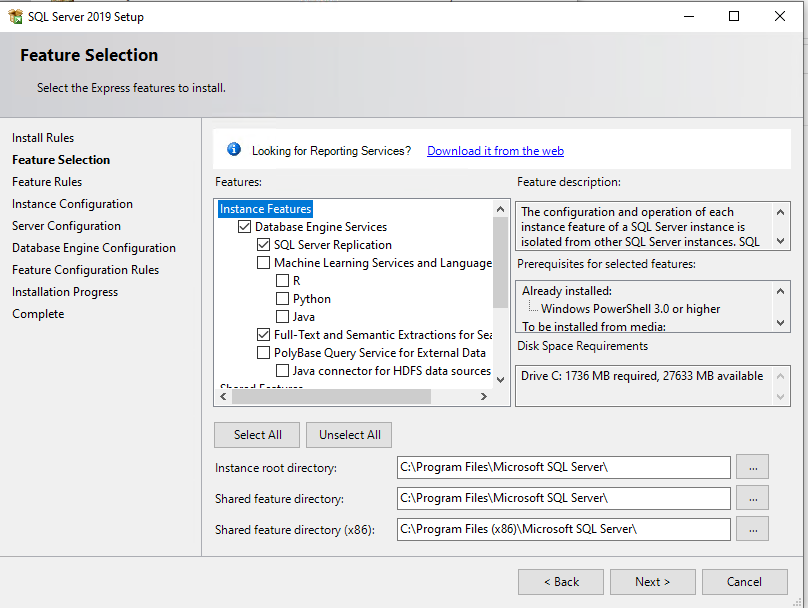 SQL Server 2019 Setup
Feature Selection
Select the Express features to install.
Install Rules
Feature Selection
Feature Rules
Instance Configuration
Server Configuration
Database Engine Configuration
Feature Configuration Rules
Installation Progress
Complete
Looking for Reporting Services? Download it from the web
Features:
Instance Features
Database Engine Services
SQL Server Replication
Machine Learning Services and Language
R
Python
Java
Full-Text and Semantic Extractions for Sea
PolyBase Query Service for External Data
Java connector for HDFS data sources
Shared Features
Feature description:
The configuration and operation of each
instance feature of a SQL Server instance is
isolated from other SQL Server instances. SQL
Prerequisites for selected features:
Already installed:
Windows PowerShell 3.0 or higher
To be installed from media:
Disk Space Requirements
Drive C: 1736 MB required, 27633 MB available
Select All
Unselect All
Instance root directory:
C:\Program Files\Microsoft SQL Server\
...
Shared feature directory:
C:\Program Files\Microsoft SQL Server\
...
Shared feature directory (x86):
C:\Program Files (x86)\Microsoft SQL Server\
...
< Back
Next >
Cancel